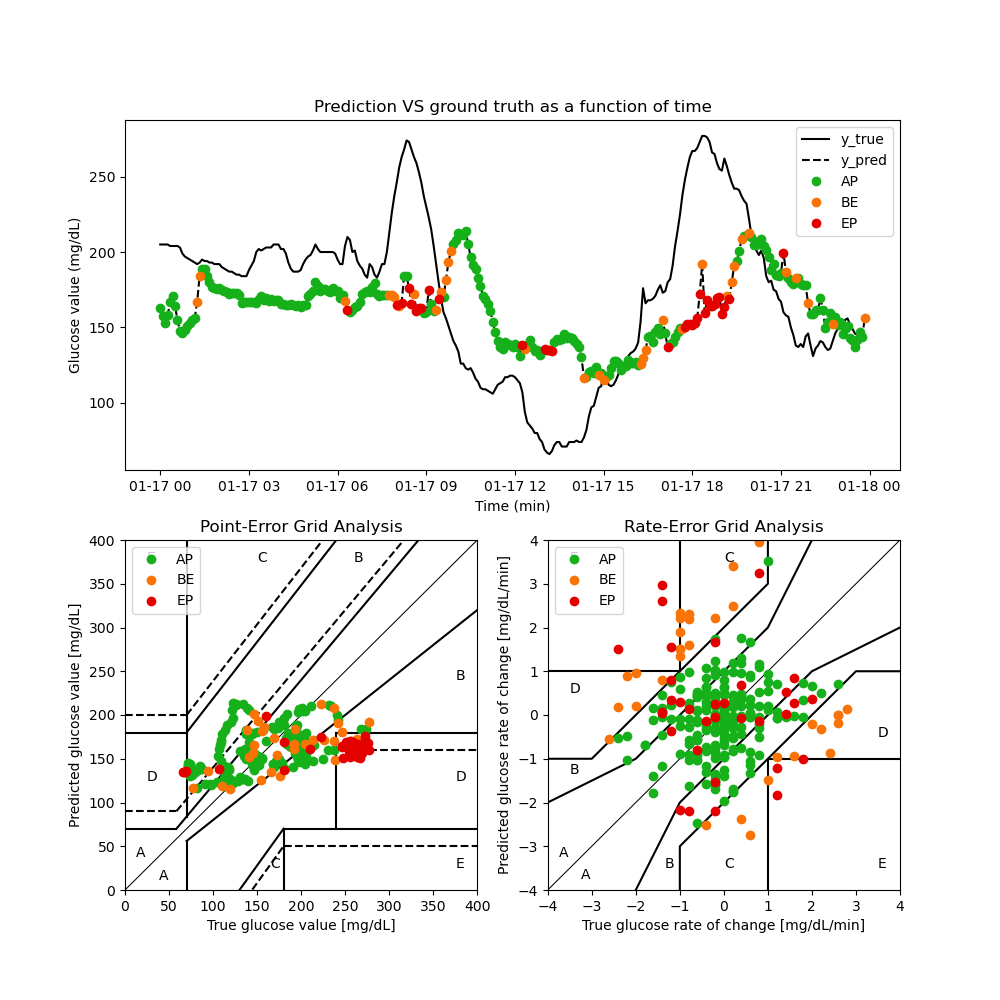 Prediction VS ground truth as a function of time
Glucose value (mg/dL)
250
200
150
100
y_true
y_pred
AP
BE
EP
01-17 00 01-17 03 01-17 06 01-17 09 01-17 12 01-17 15 01-17 18 01-17 21 01-18 00
Time (min)
Point-Error Grid Analysis
Predicted glucose value [mg/dL]
400
350
300
250
200
150
100
50
0
AP
BE
EP
C
B
B
D
D
A
A
C
E
0 50 100 150 200 250 300 350 400
True glucose value [mg/dL]
Rate-Error Grid Analysis
Predicted glucose rate of change [mg/dL/min]
4
3
2
1
0
−1
−2
−3
−4
AP
BE
EP
C
D
D
B
A
A
B
C
E
−4 −3 −2 −1 0 1 2 3 4
True glucose rate of change [mg/dL/min]